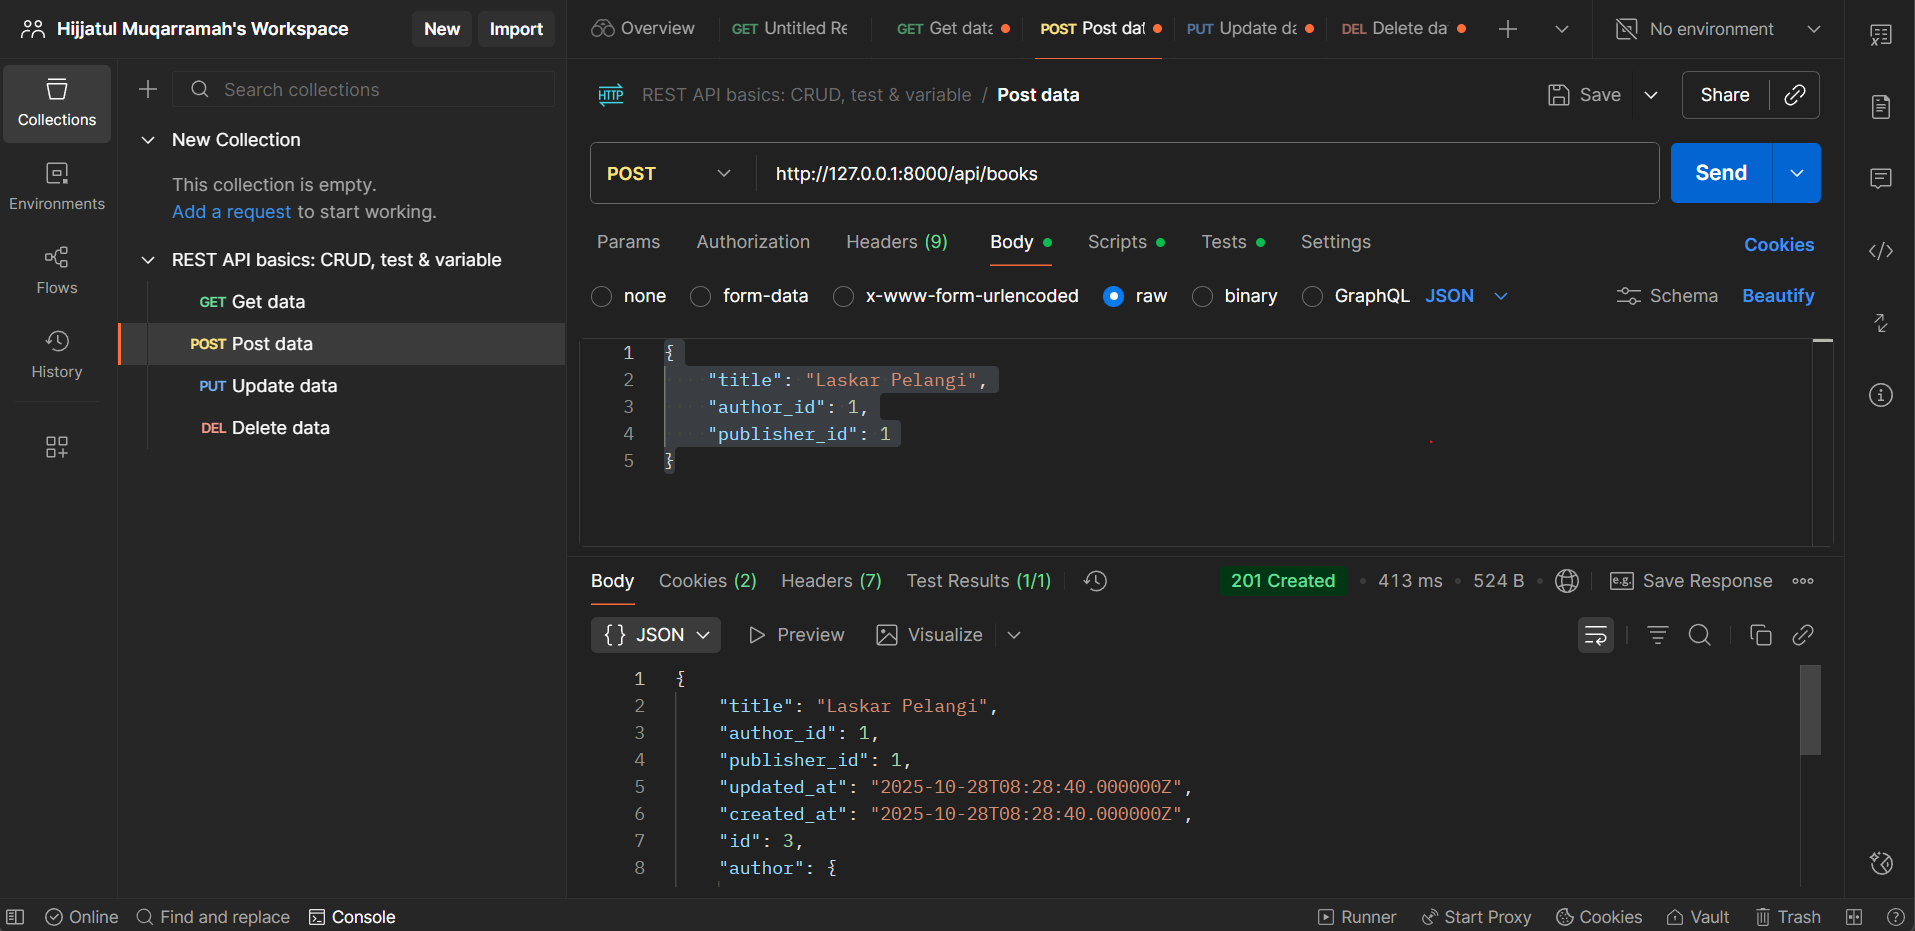 Hijjatul Muqarramah's Workspace
New
Import
Overview
GET Untitled Re
GET Get data
POST Post dat
PUT Update da
DEL Delete da
No environment
Collections
Environments
Flows
History
Search collections
New Collection
This collection is empty.
Add a request to start working.
REST API basics: CRUD, test & variable
GET Get data
POST Post data
PUT Update data
DEL Delete data
HTTP REST API basics: CRUD, test & variable / Post data
Save
Share
POST http://127.0.0.1:8000/api/books
Send
Params Authorization Headers (9) Body Scripts Tests Settings
Cookies
none form-data x-www-form-urlencoded raw binary GraphQL JSON
Schema Beautify
1 {
2 "title": "Laskar Pelangi",
3 "author_id": 1,
4 "publisher_id": 1
5 }
Body Cookies (2) Headers (7) Test Results (1/1)
201 Created • 413 ms • 524 B
e.g. Save Response
{} JSON Preview Visualize
1 {
2 "title": "Laskar Pelangi",
3 "author_id": 1,
4 "publisher_id": 1,
5 "updated_at": "2025-10-28T08:28:40.000000Z",
6 "created_at": "2025-10-28T08:28:40.000000Z",
7 "id": 3,
8 "author": {
Online Find and replace Console
Runner Start Proxy Cookies Vault Trash